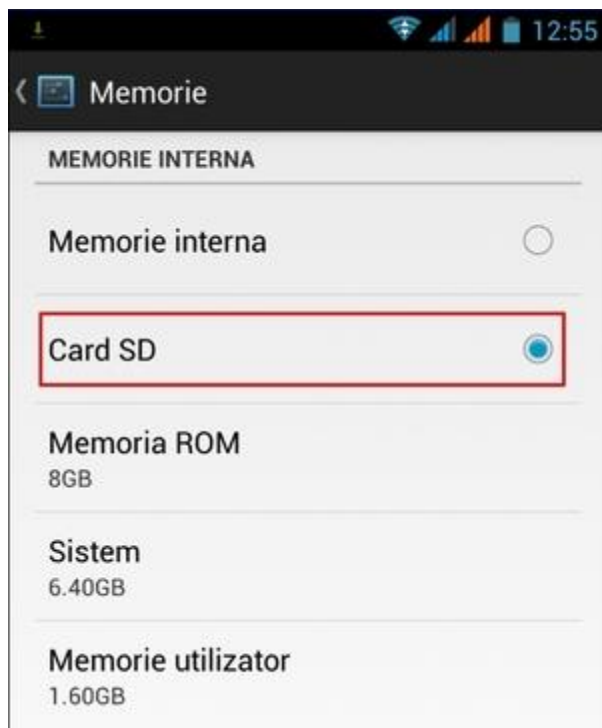 12:55
Memorie
MEMORIE INTERNA
Memorie interna
Card SD
Memoria ROM
8GB
Sistem
6.40GB
Memorie utilizator
1.60GB